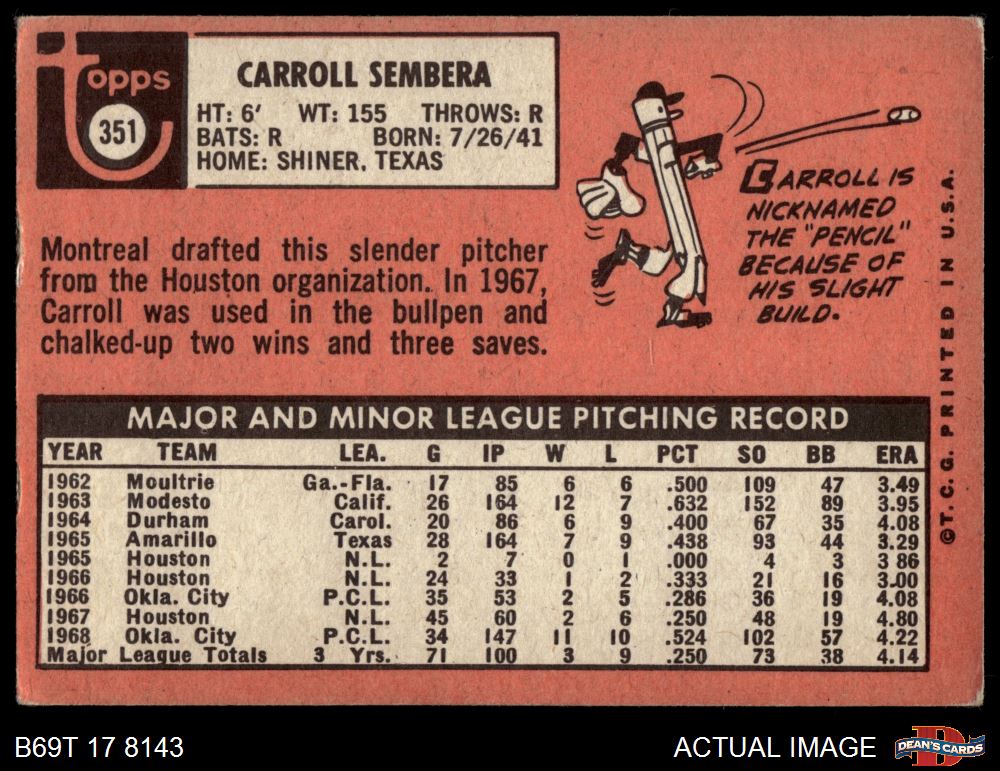 Topps
351
CARROLL SEMBERA
HT: 6' WT: 155 THROWS: R
BATS: R BORN: 7/26/41
HOME: SHINER, TEXAS
Montreal drafted this slender pitcher
from the Houston organization. In 1967,
Carroll was used in the bullpen and
chalked-up two wins and three saves.
CARROLL IS
NICKNAMED
THE "PENCIL"
BECAUSE OF
HIS SLIGHT
BUILD.
MAJOR AND MINOR LEAGUE PITCHING RECORD
YEAR TEAM LEA. G IP W L PCT SO BB ERA
1962 Moultrie Ga.-Fla. 17 85 6 6 .500 109 47 3.49
1963 Modesto Calif. 26 164 12 7 .632 152 89 3.95
1964 Durham Carol. 20 86 6 9 .400 67 35 4.08
1965 Amarillo Texas 28 164 7 9 .438 93 44 3.29
1965 Houston N.L. 2 7 0 1 .000 4 3 3 86
1966 Houston N.L. 24 33 1 2 .333 21 16 3.00
1966 Okla. City P.C.L. 35 53 2 5 .286 36 19 4.08
1967 Houston N.L. 45 60 2 6 .250 48 19 4.80
1968 Okla. City P.C.L. 34 147 11 10 .524 102 57 4.22
Major League Totals 3 Yrs. 71 100 3 9 .250 73 38 4.14
©T.C.G. PRINTED IN U.S.A.
B69T 17 8143
ACTUAL IMAGE
D
DEAN'S CARDS